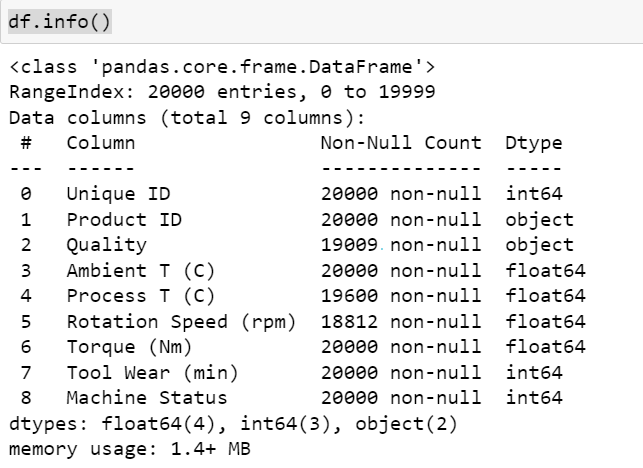 df.info()
<class 'pandas.core.frame.DataFrame'>
RangeIndex: 20000 entries, 0 to 19999
Data columns (total 9 columns):
 #   Column                Non-Null Count  Dtype
---  ------                --------------  -----
 0   Unique ID             20000 non-null  int64
 1   Product ID            20000 non-null  object
 2   Quality               19009 non-null  object
 3   Ambient T (C)         20000 non-null  float64
 4   Process T (C)         19600 non-null  float64
 5   Rotation Speed (rpm)  18812 non-null  float64
 6   Torque (Nm)           20000 non-null  float64
 7   Tool Wear (min)       20000 non-null  int64
 8   Machine Status        20000 non-null  int64
dtypes: float64(4), int64(3), object(2)
memory usage: 1.4+ MB